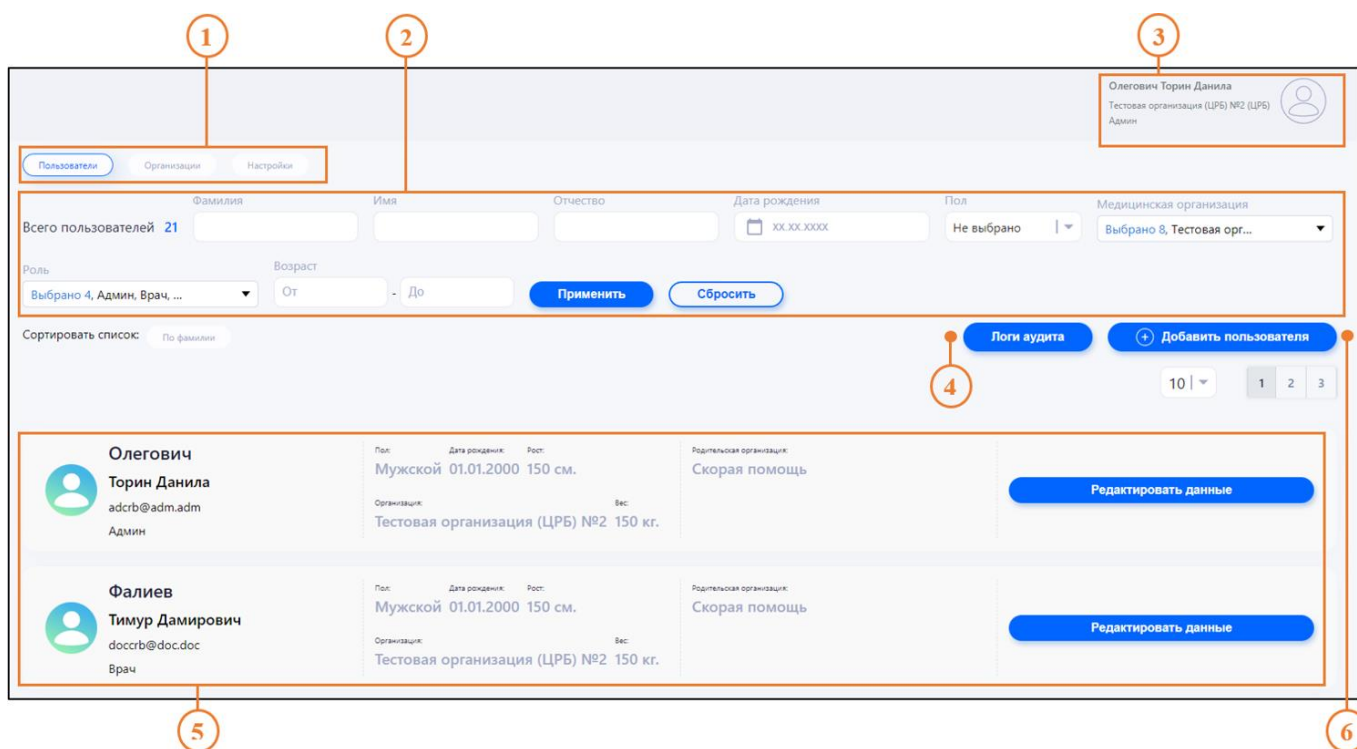 1 2 3
Олегович Торин Данила
Тестовая организация (ЦРБ) №2 (ЦРБ)
Админ
Пользователи Организации Настройки
Фамилия Имя Отчество Дата рождения Пол Медицинская организация
Всего пользователей 21 XX.XX.XXXX Не выбрано Выбрано 8, Тестовая орг...
Роль Возраст
Выбрано 4, Админ, Врач, ... От - До Применить Сбросить
Сортировать список: По фамилии Логи аудита Добавить пользователя
4 10 1 2 3
Олегович
Торин Данила
adcrb@adm.adm
Админ
Пол: Дата рождения: Рост:
Мужской 01.01.2000 150 см.
Организация: Вес:
Тестовая организация (ЦРБ) №2 150 кг.
Родительская организация:
Скорая помощь
Редактировать данные
Фалиев
Тимур Дамирович
doccrb@doc.doc
Врач
Пол: Дата рождения: Рост:
Мужской 01.01.2000 150 см.
Организация: Вес:
Тестовая организация (ЦРБ) №2 150 кг.
Родительская организация:
Скорая помощь
Редактировать данные
5 6